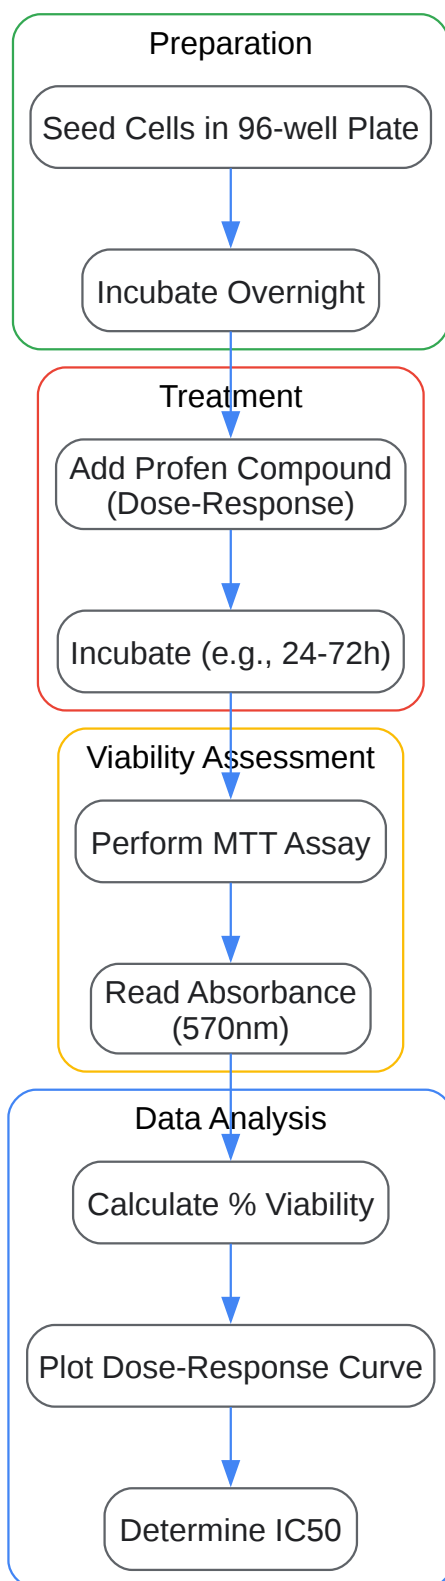 Preparation
Seed Cells in 96-well Plate
Incubate Overnight
Treatment
Add Profen Compound
(Dose-Response)
Incubate (e.g., 24-72h)
Viability Assessment
Perform MTT Assay
Read Absorbance
(570nm)
Data Analysis
Calculate % Viability
Plot Dose-Response Curve
Determine IC50